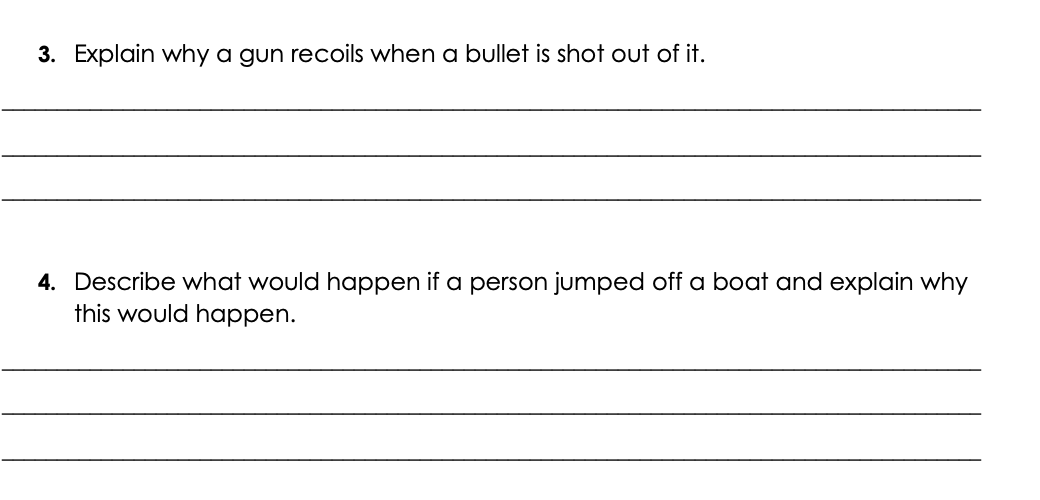 3. Explain why a gun recoils when a bullet is shot out of it.
4. Describe what would happen if a person jumped off a boat and explain why
this would happen.